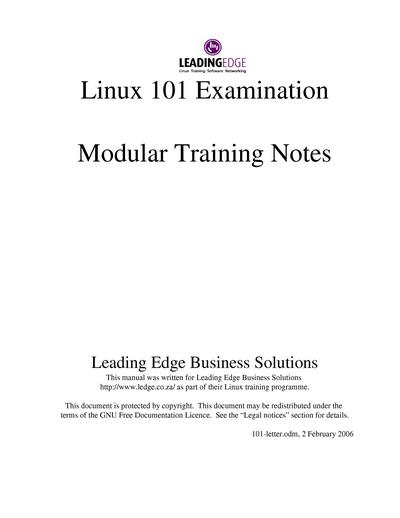 LEADINGEDGE
Linux Training Software Networking
Linux 101 Examination
Modular Training Notes
Leading Edge Business Solutions
This manual was written for Leading Edge Business Solutions
http://www.ledge.co.za/ as part of their Linux training programme.
This document is protected by copyright.  This document may be redistributed under the
terms of the GNU Free Documentation Licence.  See the “Legal notices” section for details.
101-letter.odm, 2 February 2006